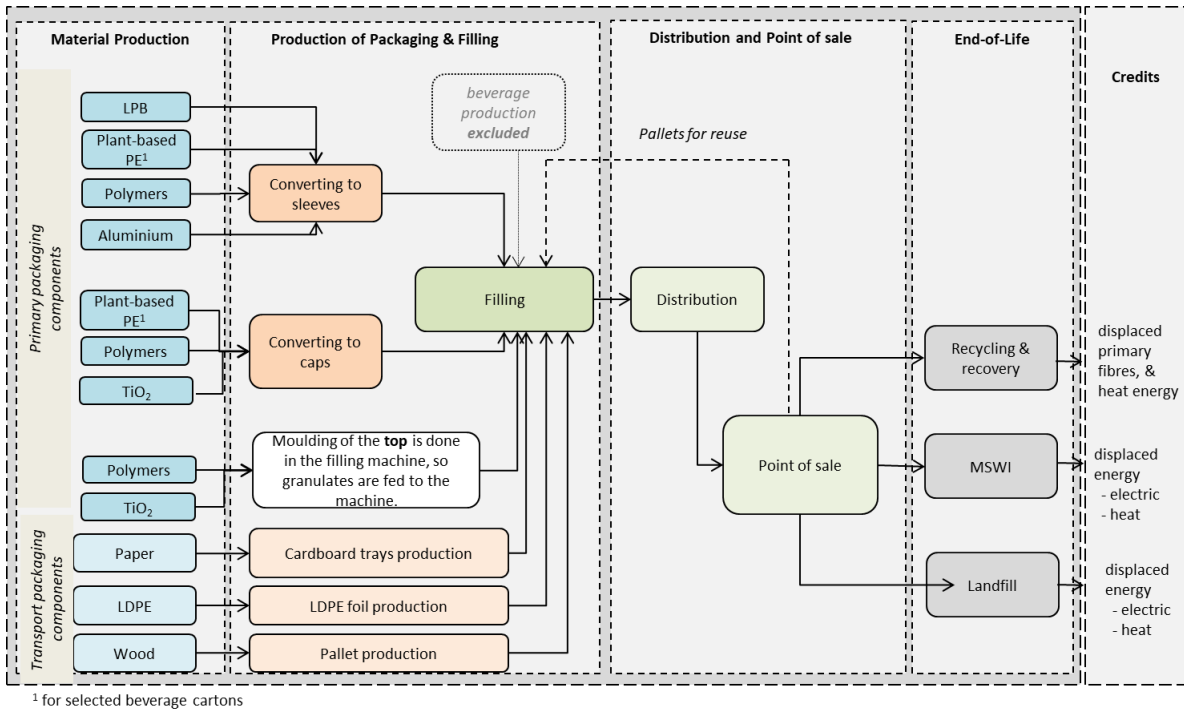 Material Production
Production of Packaging & Filling
Distribution and Point of sale
End-of-Life
Credits
Primary packaging
components
LPB
Plant-based
PE¹
Polymers
Aluminium
Converting to
sleeves
beverage
production
excluded
Pallets for reuse
Plant-based
PE¹
Polymers
TiO₂
Converting to
caps
Filling
Distribution
Point of sale
Recycling &
recovery
displaced
primary
fibres, &
heat energy
Polymers
TiO₂
Moulding of the top is done
in the filling machine, so
granulates are fed to the
machine.
MSWI
displaced
energy
- electric
- heat
Transport packaging
components
Paper
Cardboard trays production
LDPE
LDPE foil production
Wood
Pallet production
Landfill
displaced
energy
- electric
- heat
¹ for selected beverage cartons